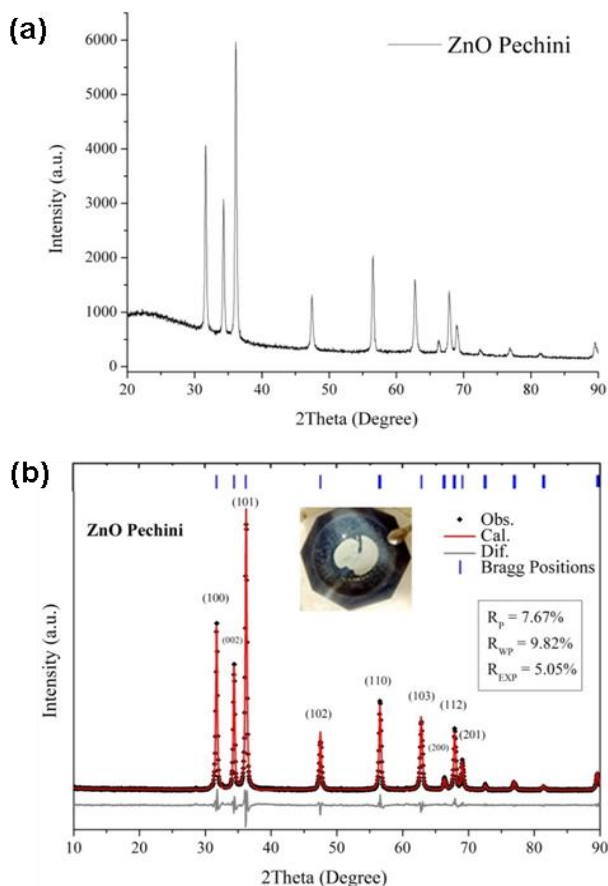 (a)
ZnO Pechini
6000
5000
4000
3000
2000
1000
0
Intensity (a.u.)
20 30 40 50 60 70 80 90
2Theta (Degree)
(b)
ZnO Pechini
(101)
(100)
(002)
(102)
(110)
(103)
(200)
(112)
(201)
Obs.
Cal.
Dif.
Bragg Positions
R_P = 7.67%
R_WP = 9.82%
R_EXP = 5.05%
Intensity (a.u.)
10 20 30 40 50 60 70 80 90
2Theta (Degree)